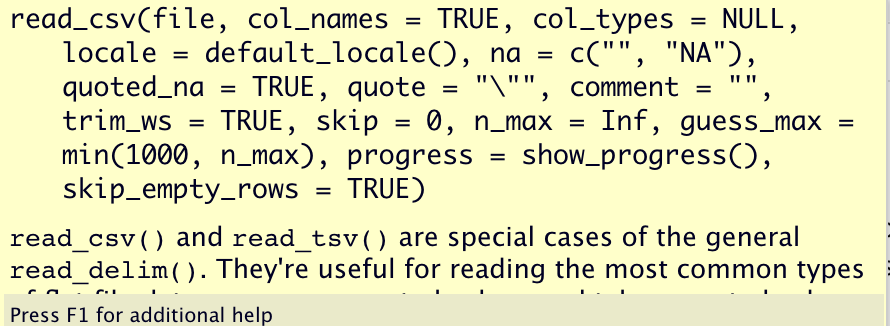 read_csv(file, col_names = TRUE, col_types = NULL,
locale = default_locale(), na = c("", "NA"),
quoted_na = TRUE, quote = "\"", comment = "",
trim_ws = TRUE, skip = 0, n_max = Inf, guess_max =
min(1000, n_max), progress = show_progress(),
skip_empty_rows = TRUE)
read_csv() and read_tsv() are special cases of the general
read_delim(). They're useful for reading the most common types
Press F1 for additional help